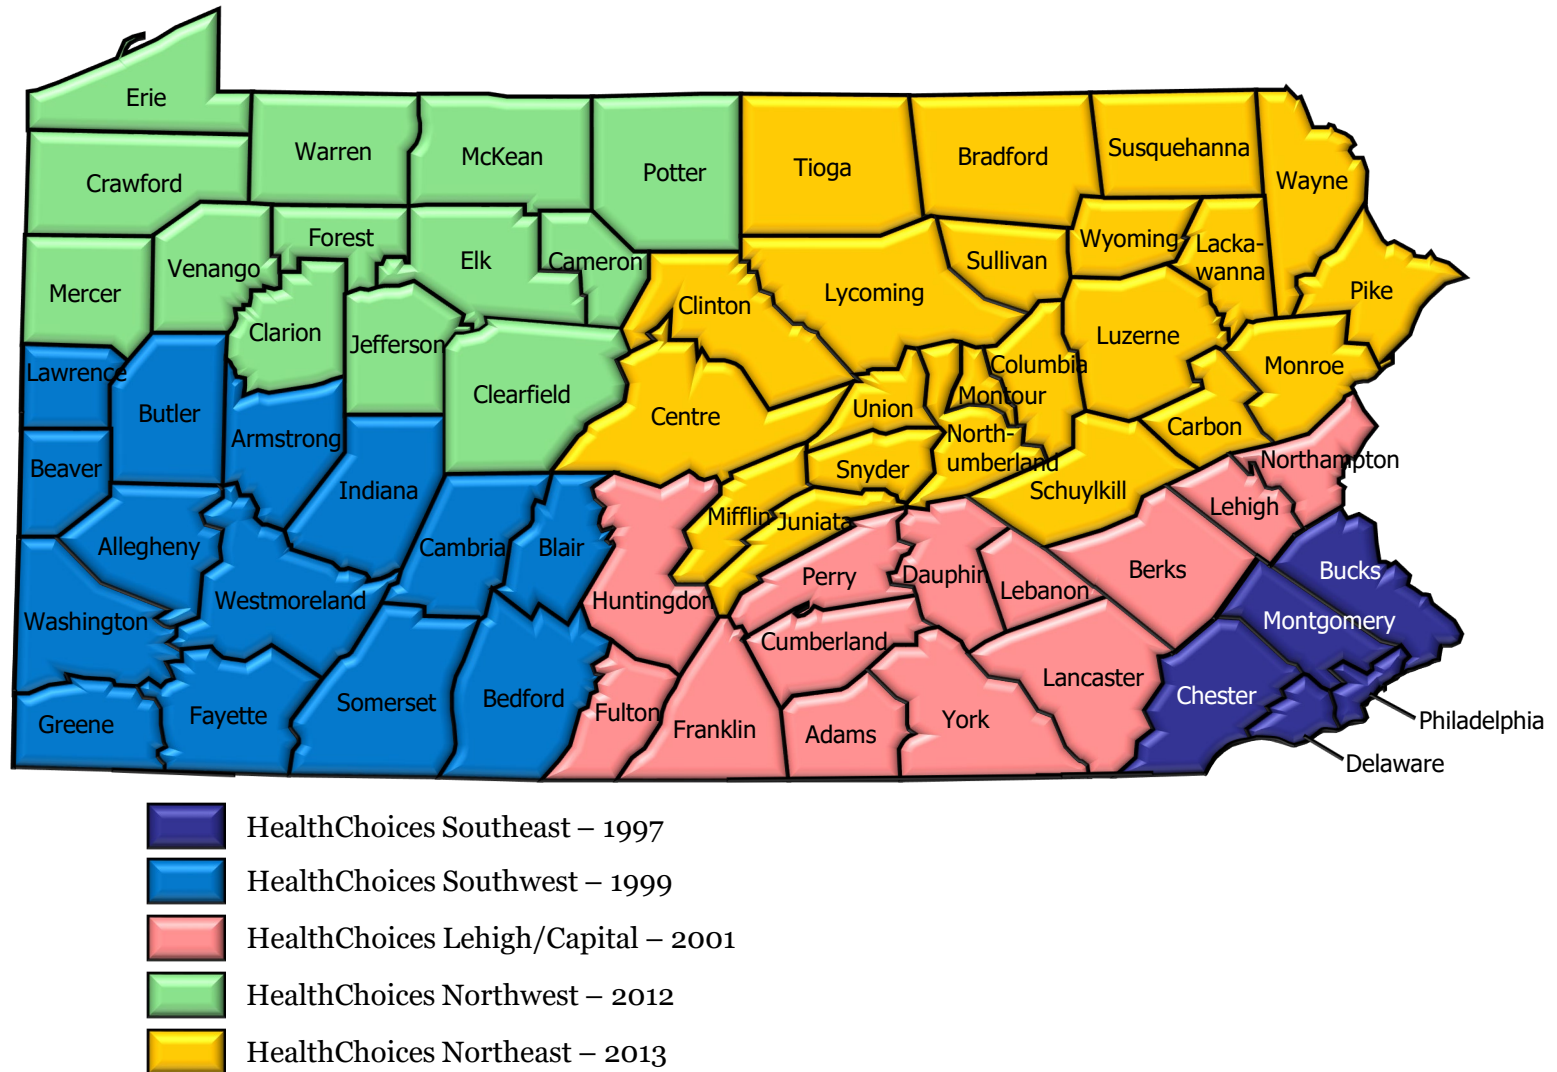 Erie
Warren
McKean
Potter
Tioga
Bradford
Susquehanna
Wayne
Crawford
Forest
Elk
Cameron
Venango
Mercer
Clarion
Jefferson
Clearfield
Clinton
Lycoming
Sullivan
Wyoming
Lacka-
wanna
Pike
Luzerne
Columbia
Montour
Monroe
Carbon
Centre
Union
Snyder
North-
umberland
Schuylkill
Mifflin
Juniata
Lawrence
Butler
Armstrong
Beaver
Indiana
Allegheny
Cambria
Blair
Washington
Westmoreland
Greene
Fayette
Somerset
Bedford
Huntingdon
Fulton
Franklin
Perry
Dauphin
Lebanon
Cumberland
Adams
York
Lancaster
Berks
Lehigh
Northampton
Bucks
Montgomery
Chester
Philadelphia
Delaware
HealthChoices Southeast – 1997
HealthChoices Southwest – 1999
HealthChoices Lehigh/Capital – 2001
HealthChoices Northwest – 2012
HealthChoices Northeast – 2013